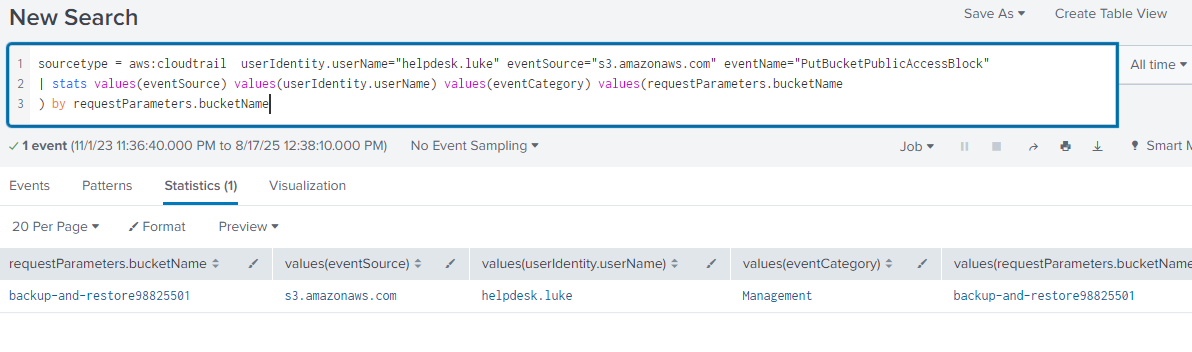 New Search
Save As ▾ Create Table View
1 sourcetype = aws:cloudtrail  userIdentity.userName="helpdesk.luke" eventSource="s3.amazonaws.com" eventName="PutBucketPublicAccessBlock"
2 | stats values(eventSource) values(userIdentity.userName) values(eventCategory) values(requestParameters.bucketName
3 ) by requestParameters.bucketName
All time ▾
✓ 1 event (11/1/23 11:36:40.000 PM to 8/17/25 12:38:10.000 PM) No Event Sampling ▾ Job ▾ Smart M
Events Patterns Statistics (1) Visualization
20 Per Page ▾ Format Preview ▾
requestParameters.bucketName values(eventSource) values(userIdentity.userName) values(eventCategory) values(requestParameters.bucketName
backup-and-restore98825501 s3.amazonaws.com helpdesk.luke Management backup-and-restore98825501